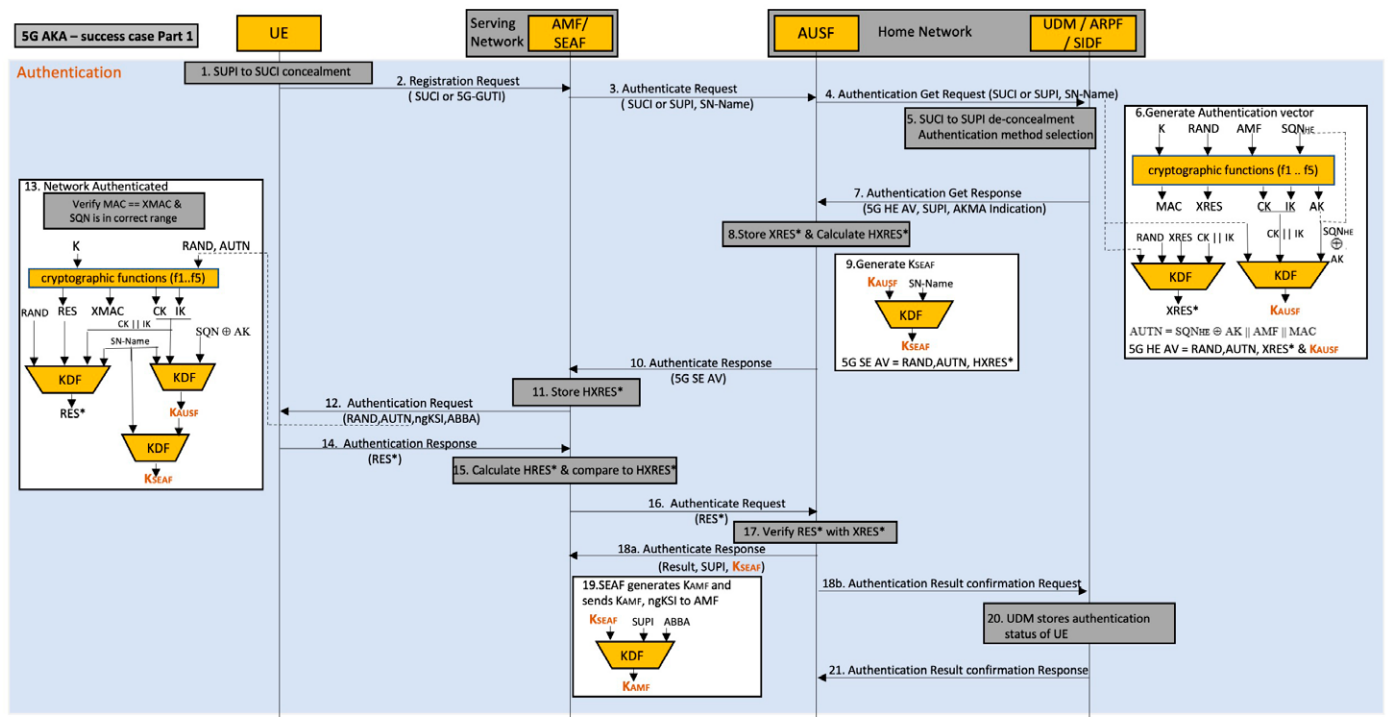 5G AKA – success case Part 1
UE
Serving
Network
AMF/
SEAF
AUSF
Home Network
UDM / ARPF
/ SIDF
Authentication
1. SUPI to SUCI concealment
2. Registration Request
( SUCI or 5G-GUTI)
3. Authenticate Request
( SUCI or SUPI, SN-Name)
4. Authentication Get Request (SUCI or SUPI, SN-Name)
5. SUCI to SUPI de-concealment
Authentication method selection
6.Generate Authentication vector
K RAND AMF SQNHE
cryptographic functions (f1 .. f5)
MAC XRES CK IK AK
RAND XRES CK || IK
CK || IK
SQNHE
⊕
AK
KDF
KDF
XRES*
KAUSF
AUTN = SQNHE ⊕ AK || AMF || MAC
5G HE AV = RAND,AUTN, XRES* & KAUSF
7. Authentication Get Response
(5G HE AV, SUPI, AKMA Indication)
8.Store XRES* & Calculate HXRES*
9.Generate KSEAF
KAUSF SN-Name
KDF
KSEAF
5G SE AV = RAND,AUTN, HXRES*
10. Authenticate Response
(5G SE AV)
11. Store HXRES*
12. Authentication Request
(RAND,AUTN,ngKSI,ABBA)
13. Network Authenticated
Verify MAC == XMAC &
SQN is in correct range
K
RAND, AUTN
cryptographic functions (f1..f5)
RAND RES XMAC CK IK
CK || IK
SQN ⊕ AK
SN-Name
KDF
KDF
RES*
KAUSF
KDF
KSEAF
14. Authentication Response
(RES*)
15. Calculate HRES* & compare to HXRES*
16. Authenticate Request
(RES*)
17. Verify RES* with XRES*
18a. Authenticate Response
(Result, SUPI, KSEAF)
18b. Authentication Result confirmation Request
19.SEAF generates KAMF and
sends KAMF, ngKSI to AMF
KSEAF SUPI ABBA
KDF
KAMF
20. UDM stores authentication
status of UE
21. Authentication Result confirmation Response